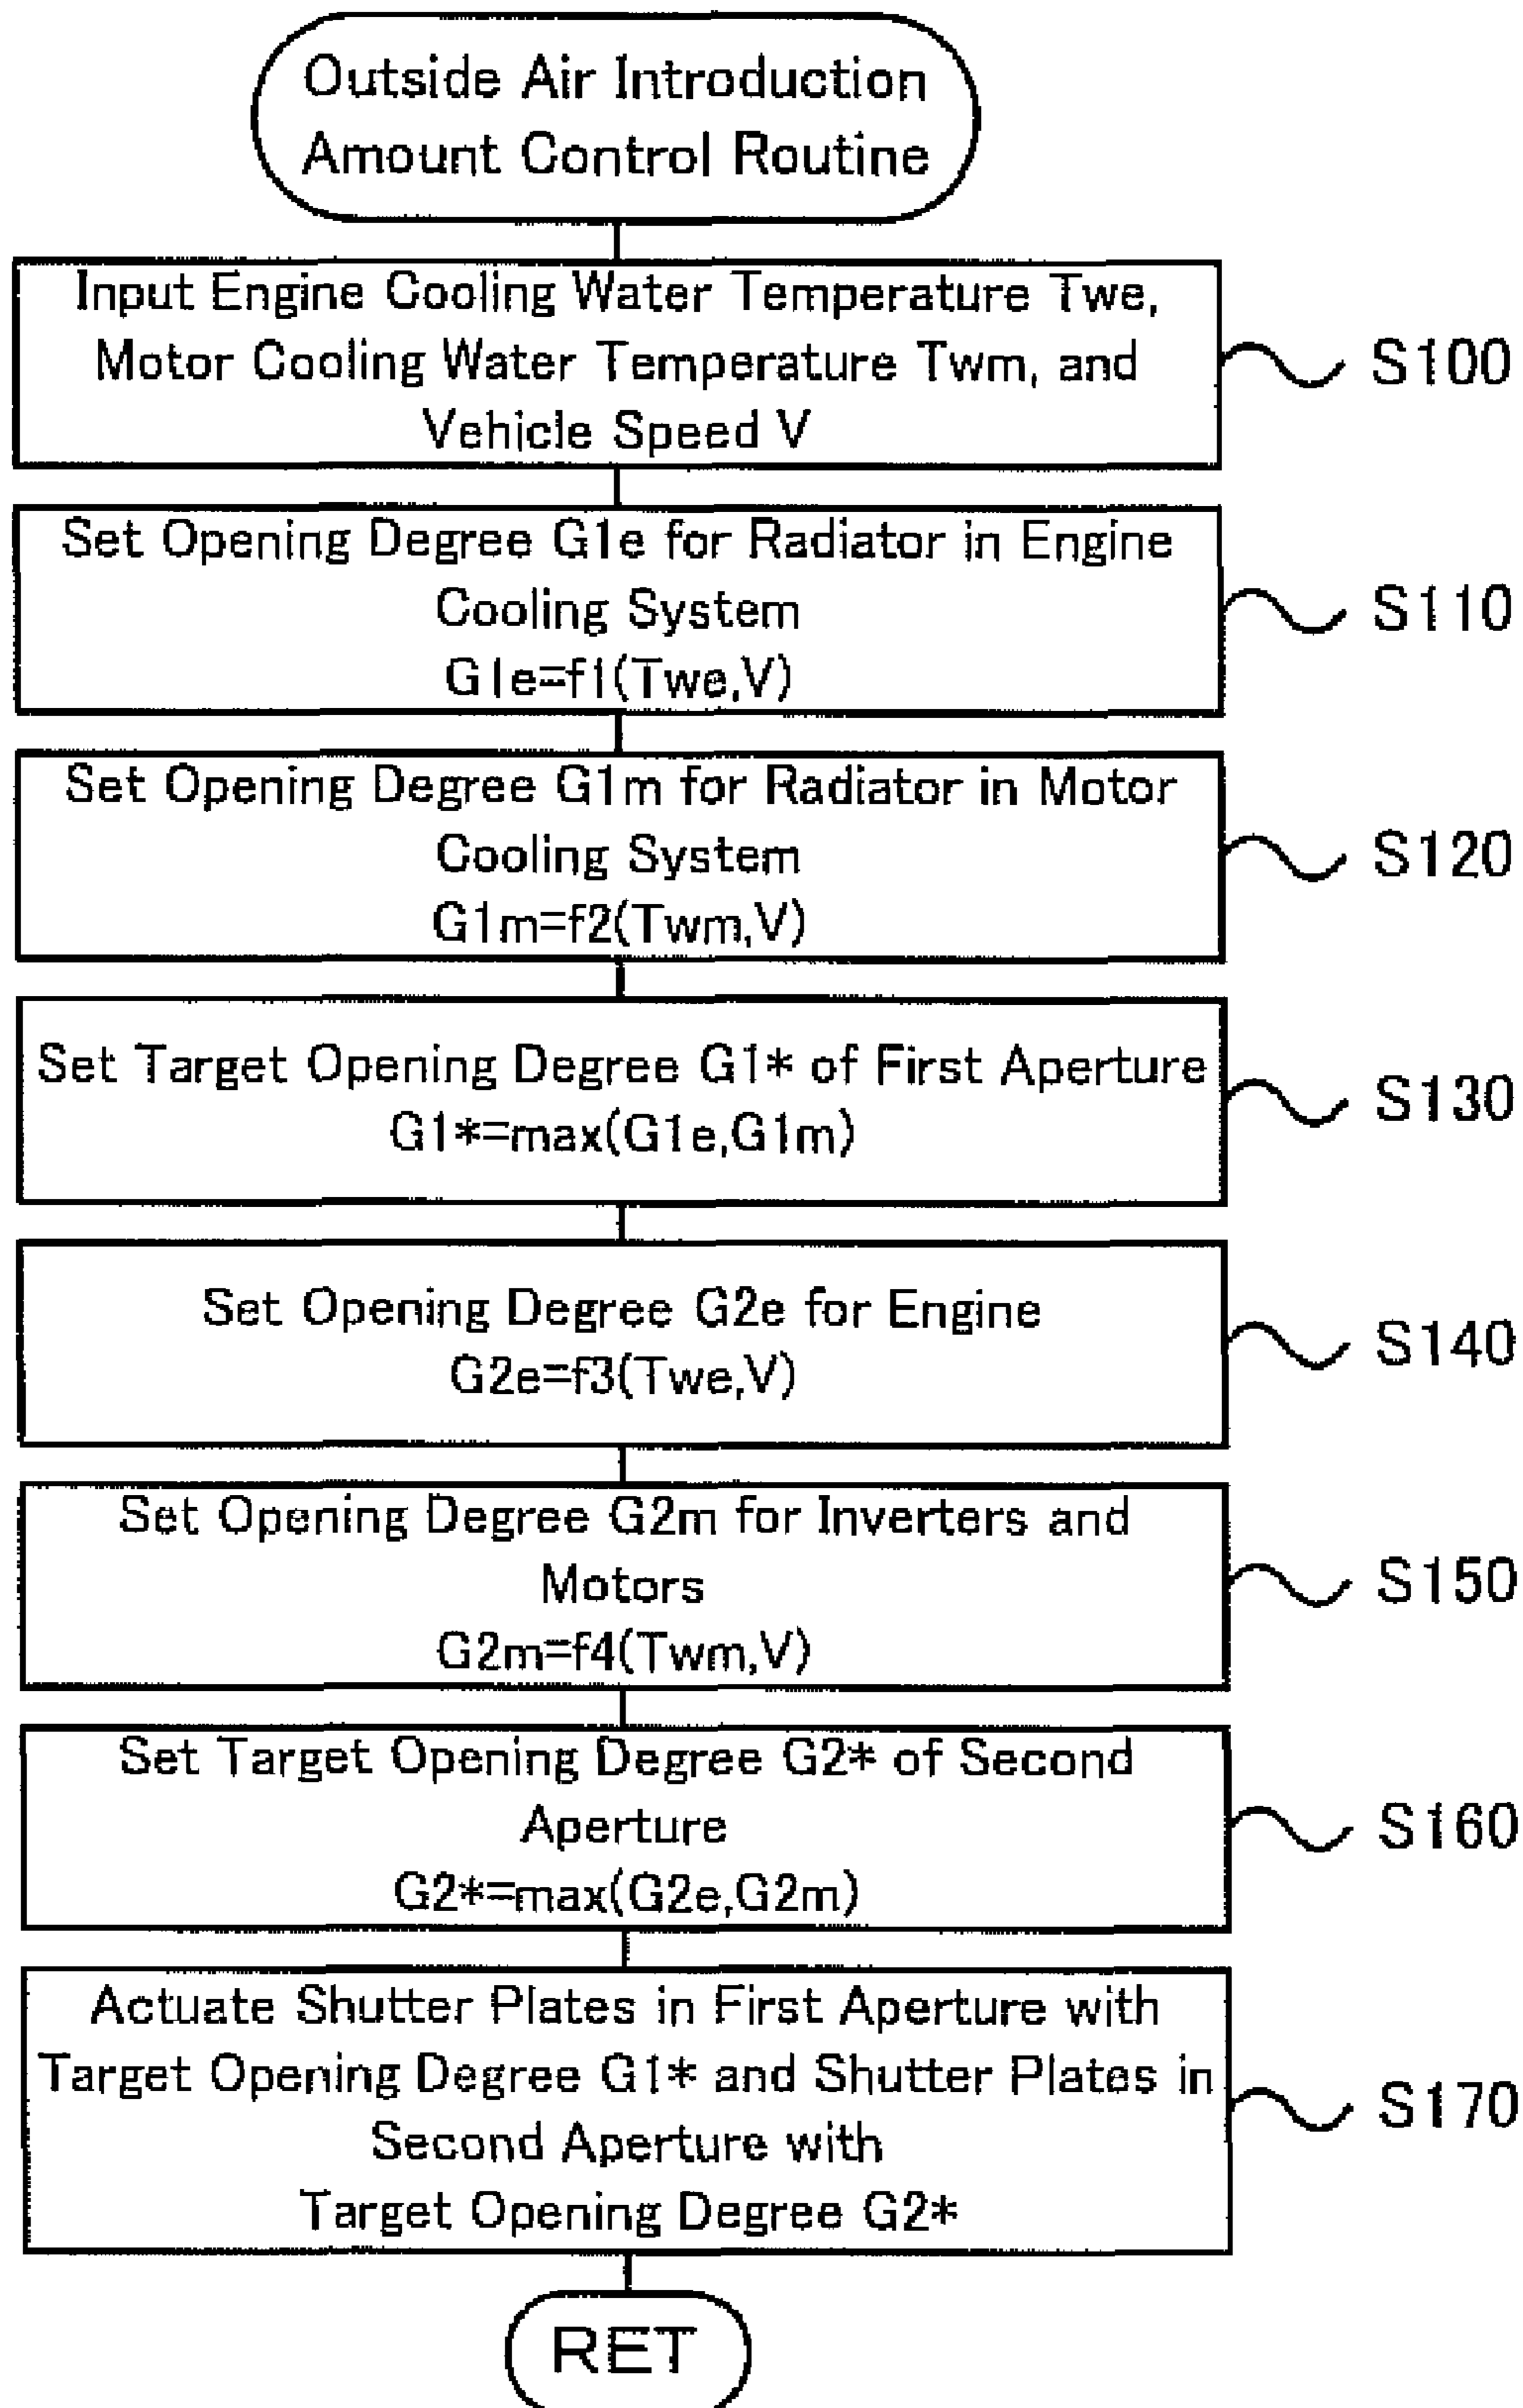 Outside Air Introduction
Amount Control Routine
Input Engine Cooling Water Temperature Twe,
Motor Cooling Water Temperature Twm, and
Vehicle Speed V
S100
Set Opening Degree G1e for Radiator in Engine
Cooling System
G1e=f1(Twe,V)
S110
Set Opening Degree G1m for Radiator in Motor
Cooling System
G1m=f2(Twm,V)
S120
Set Target Opening Degree G1* of First Aperture
G1*=max(G1e,G1m)
S130
Set Opening Degree G2e for Engine
G2e=f3(Twe,V)
S140
Set Opening Degree G2m for Inverters and
Motors
G2m=f4(Twm,V)
S150
Set Target Opening Degree G2* of Second
Aperture
G2*=max(G2e,G2m)
S160
Actuate Shutter Plates in First Aperture with
Target Opening Degree G1* and Shutter Plates in
Second Aperture with
Target Opening Degree G2*
S170
RET